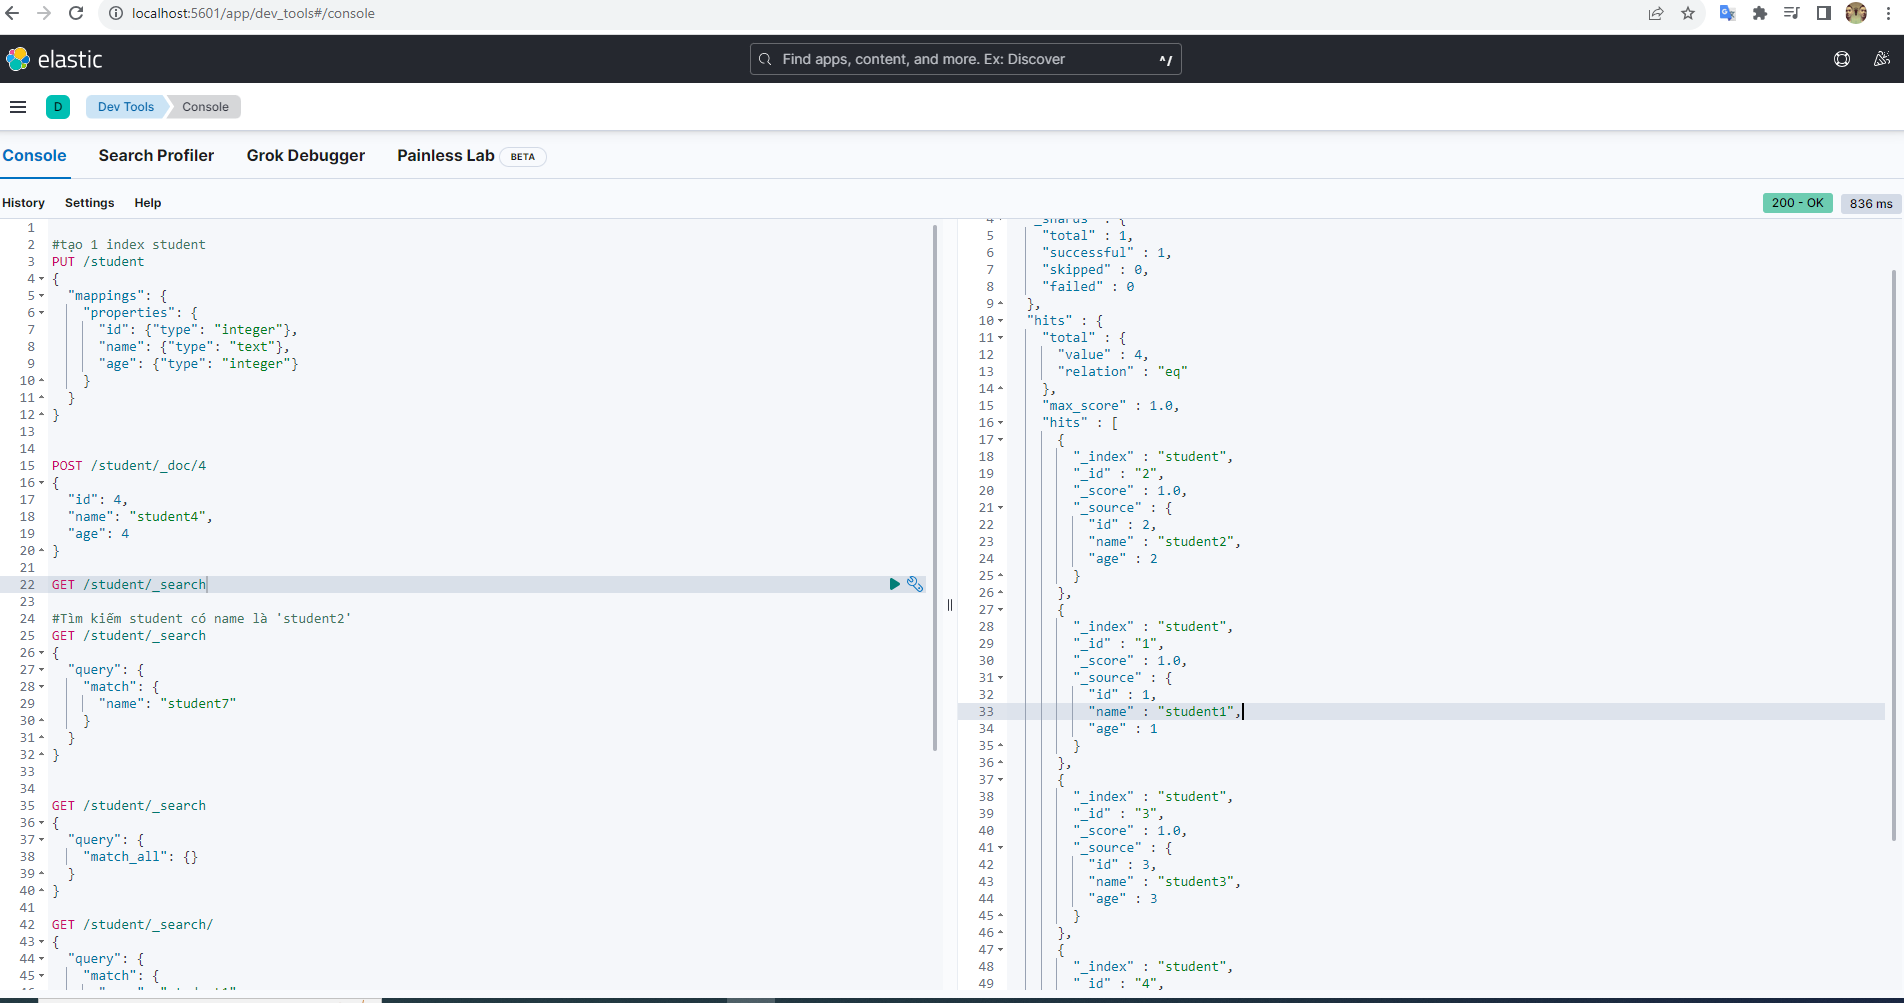 localhost:5601/app/dev_tools#/console
elastic
Find apps, content, and more. Ex: Discover
^/
D
Dev Tools
Console
Console
Search Profiler
Grok Debugger
Painless Lab
BETA
History
Settings
Help
200 - OK
836 ms
1
2 #tạo 1 index student
3 PUT /student
4 {
5 "mappings": {
6 "properties": {
7 "id": {"type": "integer"},
8 "name": {"type": "text"},
9 "age": {"type": "integer"}
10 }
11 }
12 }
13
14
15 POST /student/_doc/4
16 {
17 "id": 4,
18 "name": "student4",
19 "age": 4
20 }
21
22 GET /student/_search
23
24 #Tìm kiếm student có name là 'student2'
25 GET /student/_search
26 {
27 "query": {
28 "match": {
29 "name": "student7"
30 }
31 }
32 }
33
34
35 GET /student/_search
36 {
37 "query": {
38 "match_all": {}
39 }
40 }
41
42 GET /student/_search/
43 {
44 "query": {
45 "match": {
4 "_shards" : {
5 "total" : 1,
6 "successful" : 1,
7 "skipped" : 0,
8 "failed" : 0
9 },
10 "hits" : {
11 "total" : {
12 "value" : 4,
13 "relation" : "eq"
14 },
15 "max_score" : 1.0,
16 "hits" : [
17 {
18 "_index" : "student",
19 "_id" : "2",
20 "_score" : 1.0,
21 "_source" : {
22 "id" : 2,
23 "name" : "student2",
24 "age" : 2
25 }
26 },
27 {
28 "_index" : "student",
29 "_id" : "1",
30 "_score" : 1.0,
31 "_source" : {
32 "id" : 1,
33 "name" : "student1",
34 "age" : 1
35 }
36 },
37 {
38 "_index" : "student",
39 "_id" : "3",
40 "_score" : 1.0,
41 "_source" : {
42 "id" : 3,
43 "name" : "student3",
44 "age" : 3
45 }
46 },
47 {
48 "_index" : "student",
49 "_id" : "4",